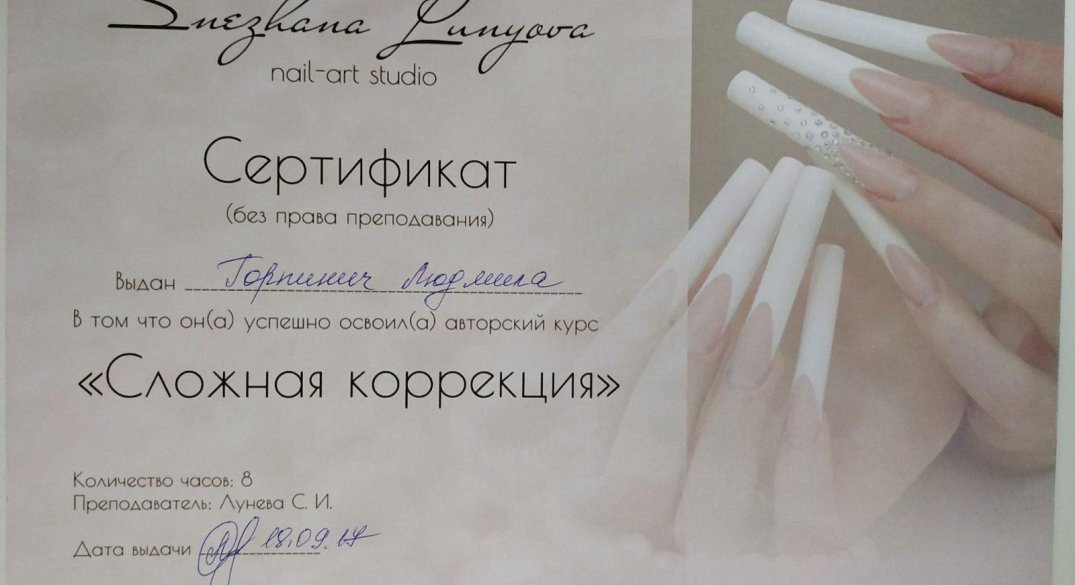 Snezhana Lunyova
nail-art studio
Сертификат
(без права преподавания)
Выдан Горпинич Людмила
В том что он(а) успешно освоил(а) авторский курс
«Сложная коррекция»
Количество часов: 8
Преподаватель: Лунева С. И.
Дата выдачи 18.09.17